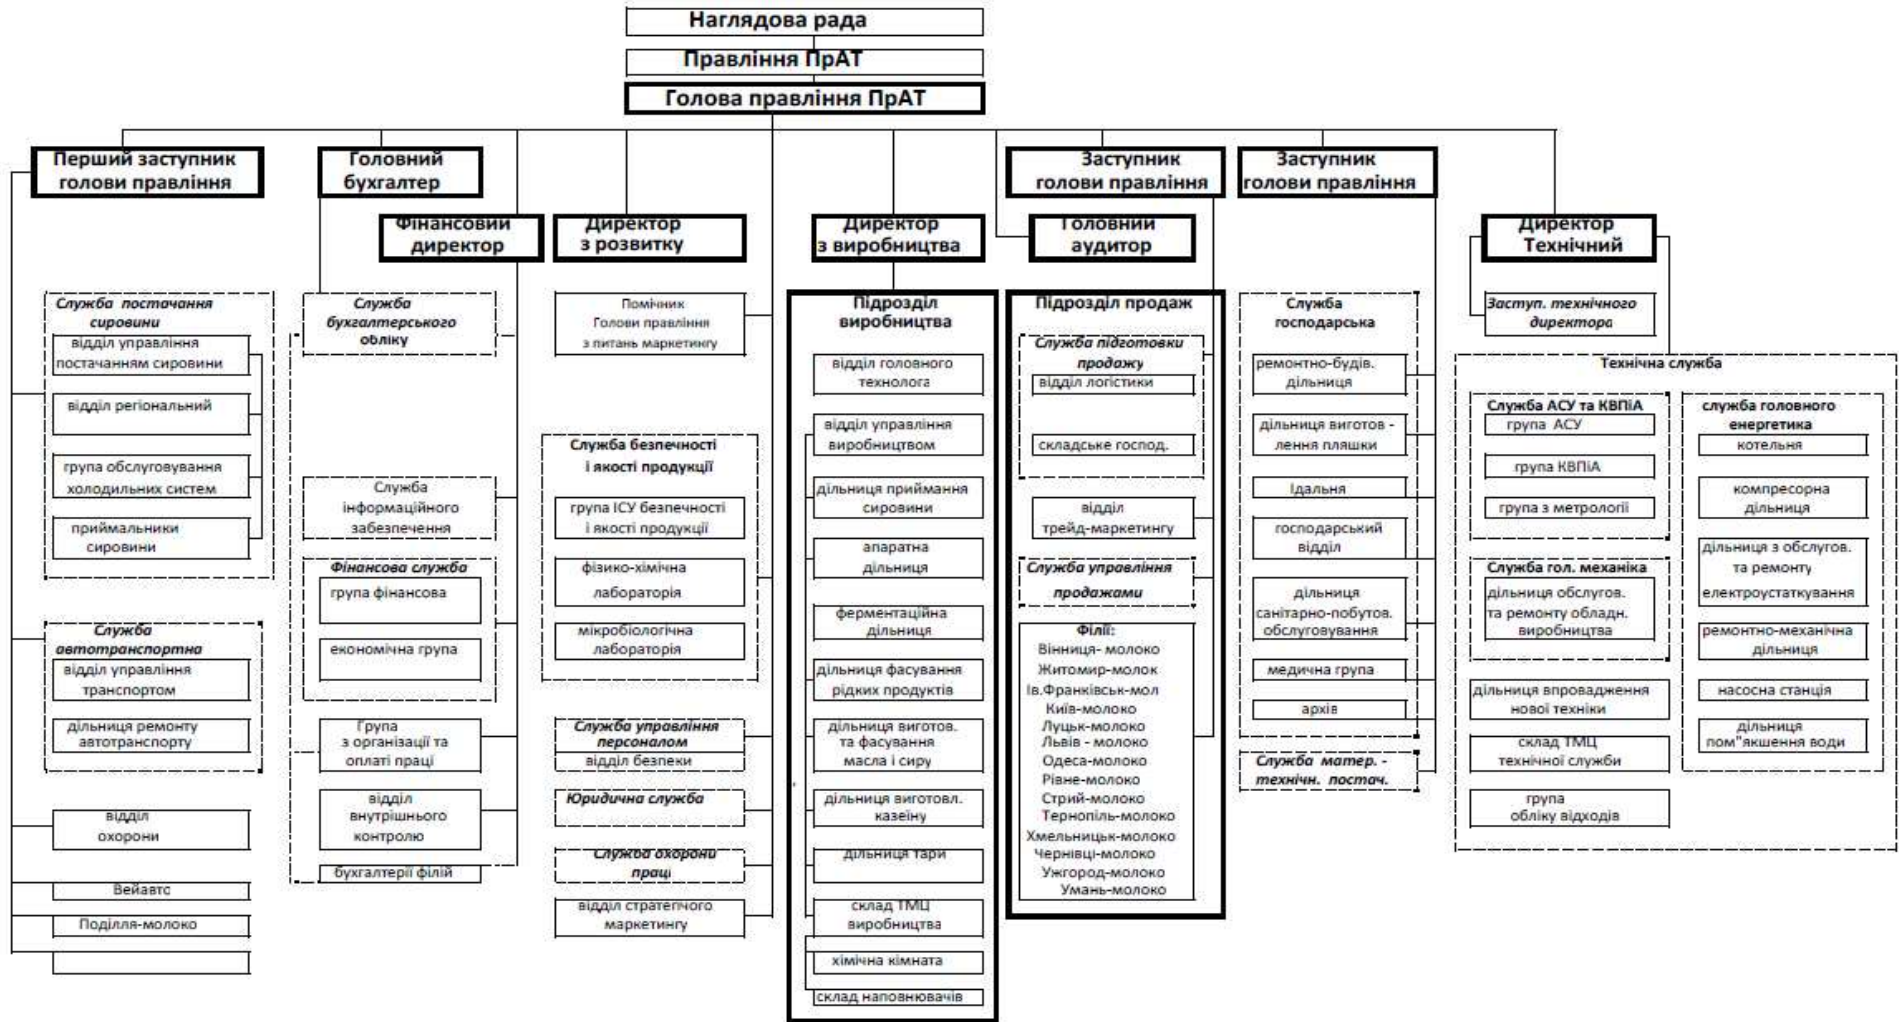 Наглядова рада
Правління ПрАТ
Голова правління ПрАТ
Перший заступник
голови правління
Головний
бухгалтер
Заступник
голови правління
Заступник
голови правління
Фінансовий
директор
Директор
з розвитку
Директор
з виробництва
Головний
аудитор
Директор
Технічний
Служба постачання
сировини
відділ управління
постачанням сировини
відділ регіональний
група обслуговування
холодильних систем
приймальники
сировини
Служба
автотранспортна
відділ управління
транспортом
дільниця ремонту
автотранспорту
відділ
охорони
Вейавтс
Поділля-молоко
Служба
бухгалтерського
обліку
Служба
інформаційного
забезпечення
Фінансова служба
група фінансова
економічна група
Група
з організації та
оплаті праці
відділ
внутрішнього
контролю
бухгалтерії філій
Помічник
Голови правління
з питань маркетингу
Служба безпечності
і якості продукції
група ІСУ безпечності
і якості продукції
фізико-хімічна
лабораторія
мікробіологічна
лабораторія
Служба управління
персоналом
відділ безпеки
Юридична служба
Служба охорони
праці
відділ стратегічого
маркетингу
Підрозділ
виробництва
відділ головного
технолога
відділ управління
виробництвом
дільниця приймання
сировини
апаратна
дільниця
ферментаційна
дільниця
дільниця фасування
рідких продуктів
дільниця виготов.
та фасування
масла і сиру
дільниця виготовл.
казеїну
дільниця тари
склад ТМЦ
виробництва
хімічна кімната
склад наповнювачів
Підрозділ продаж
Служба підготовки
продажу
відділ логістики
складське господ.
відділ
трейд-маркетингу
Служба управління
продажами
Філії:
Вінниця- молоко
Житомир-молок
Ів.Франківськ-мол
Київ-молоко
Луцьк-молоко
Львів - молоко
Одеса-молоко
Рівне-молоко
Стрий-молоко
Тернопіль-молоко
Хмельницьк-молоко
Чернівці-молоко
Ужгород-молоко
Умань-молоко
Служба
господарська
ремонтно-будів.
дільниця
дільниця виготов -
лення пляшки
Їдальня
господарський
відділ
дільниця
санітарно-побутов.
обслуговування
медична група
архів
Служба матер. -
технічн. постач.
Заступ. технічного
директора
Технічна служба
Служба АСУ та КВПіА
група АСУ
група КВПіА
група з метрології
Служба гол. механіка
дільниця обслугов.
та ремонту обладн.
виробництва
дільниця впровадження
нової техніки
склад ТМЦ
технічної служби
група
обліку відходів
служба головного
енергетика
котельня
компресорна
дільниця
дільниця з обслугов.
та ремонту
електроустаткування
ремонтно-механічна
дільниця
насосна станція
дільниця
пом"якшення води